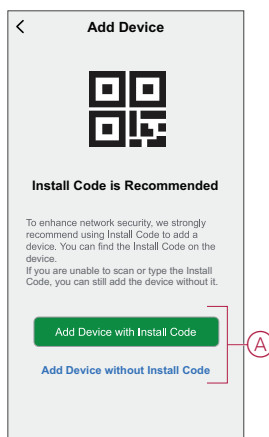 Add Device
Install Code is Recommended
To enhance network security, we strongly
recommend using Install Code to add a
device. You can find the Install Code on the
device.
If you are unable to scan or type the Install
Code, you can still add the device without it.
Add Device with Install Code
A
Add Device without Install Code